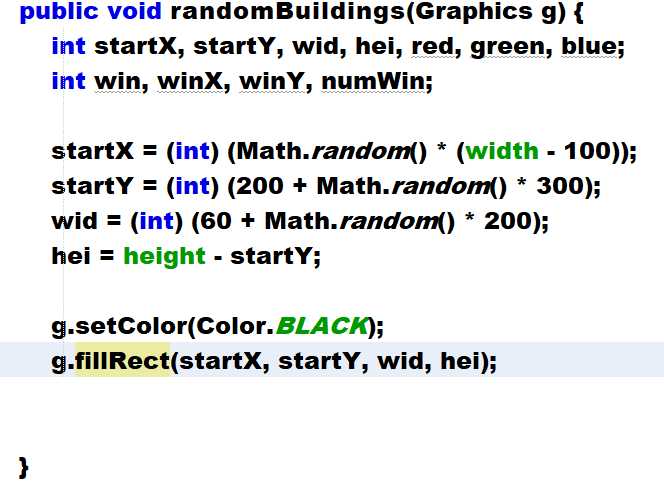 public void randomBuildings(Graphics g) {
int startX, startY, wid, hei, red, green, blue;
int win, winX, winY, numWin;
startX = (int) (Math.random() * (width - 100));
startY = (int) (200 + Math.random() * 300);
wid = (int) (60 + Math.random() * 200);
hei = height - startY;
g.setColor(Color.BLACK);
g.fillRect(startX, startY, wid, hei);
}